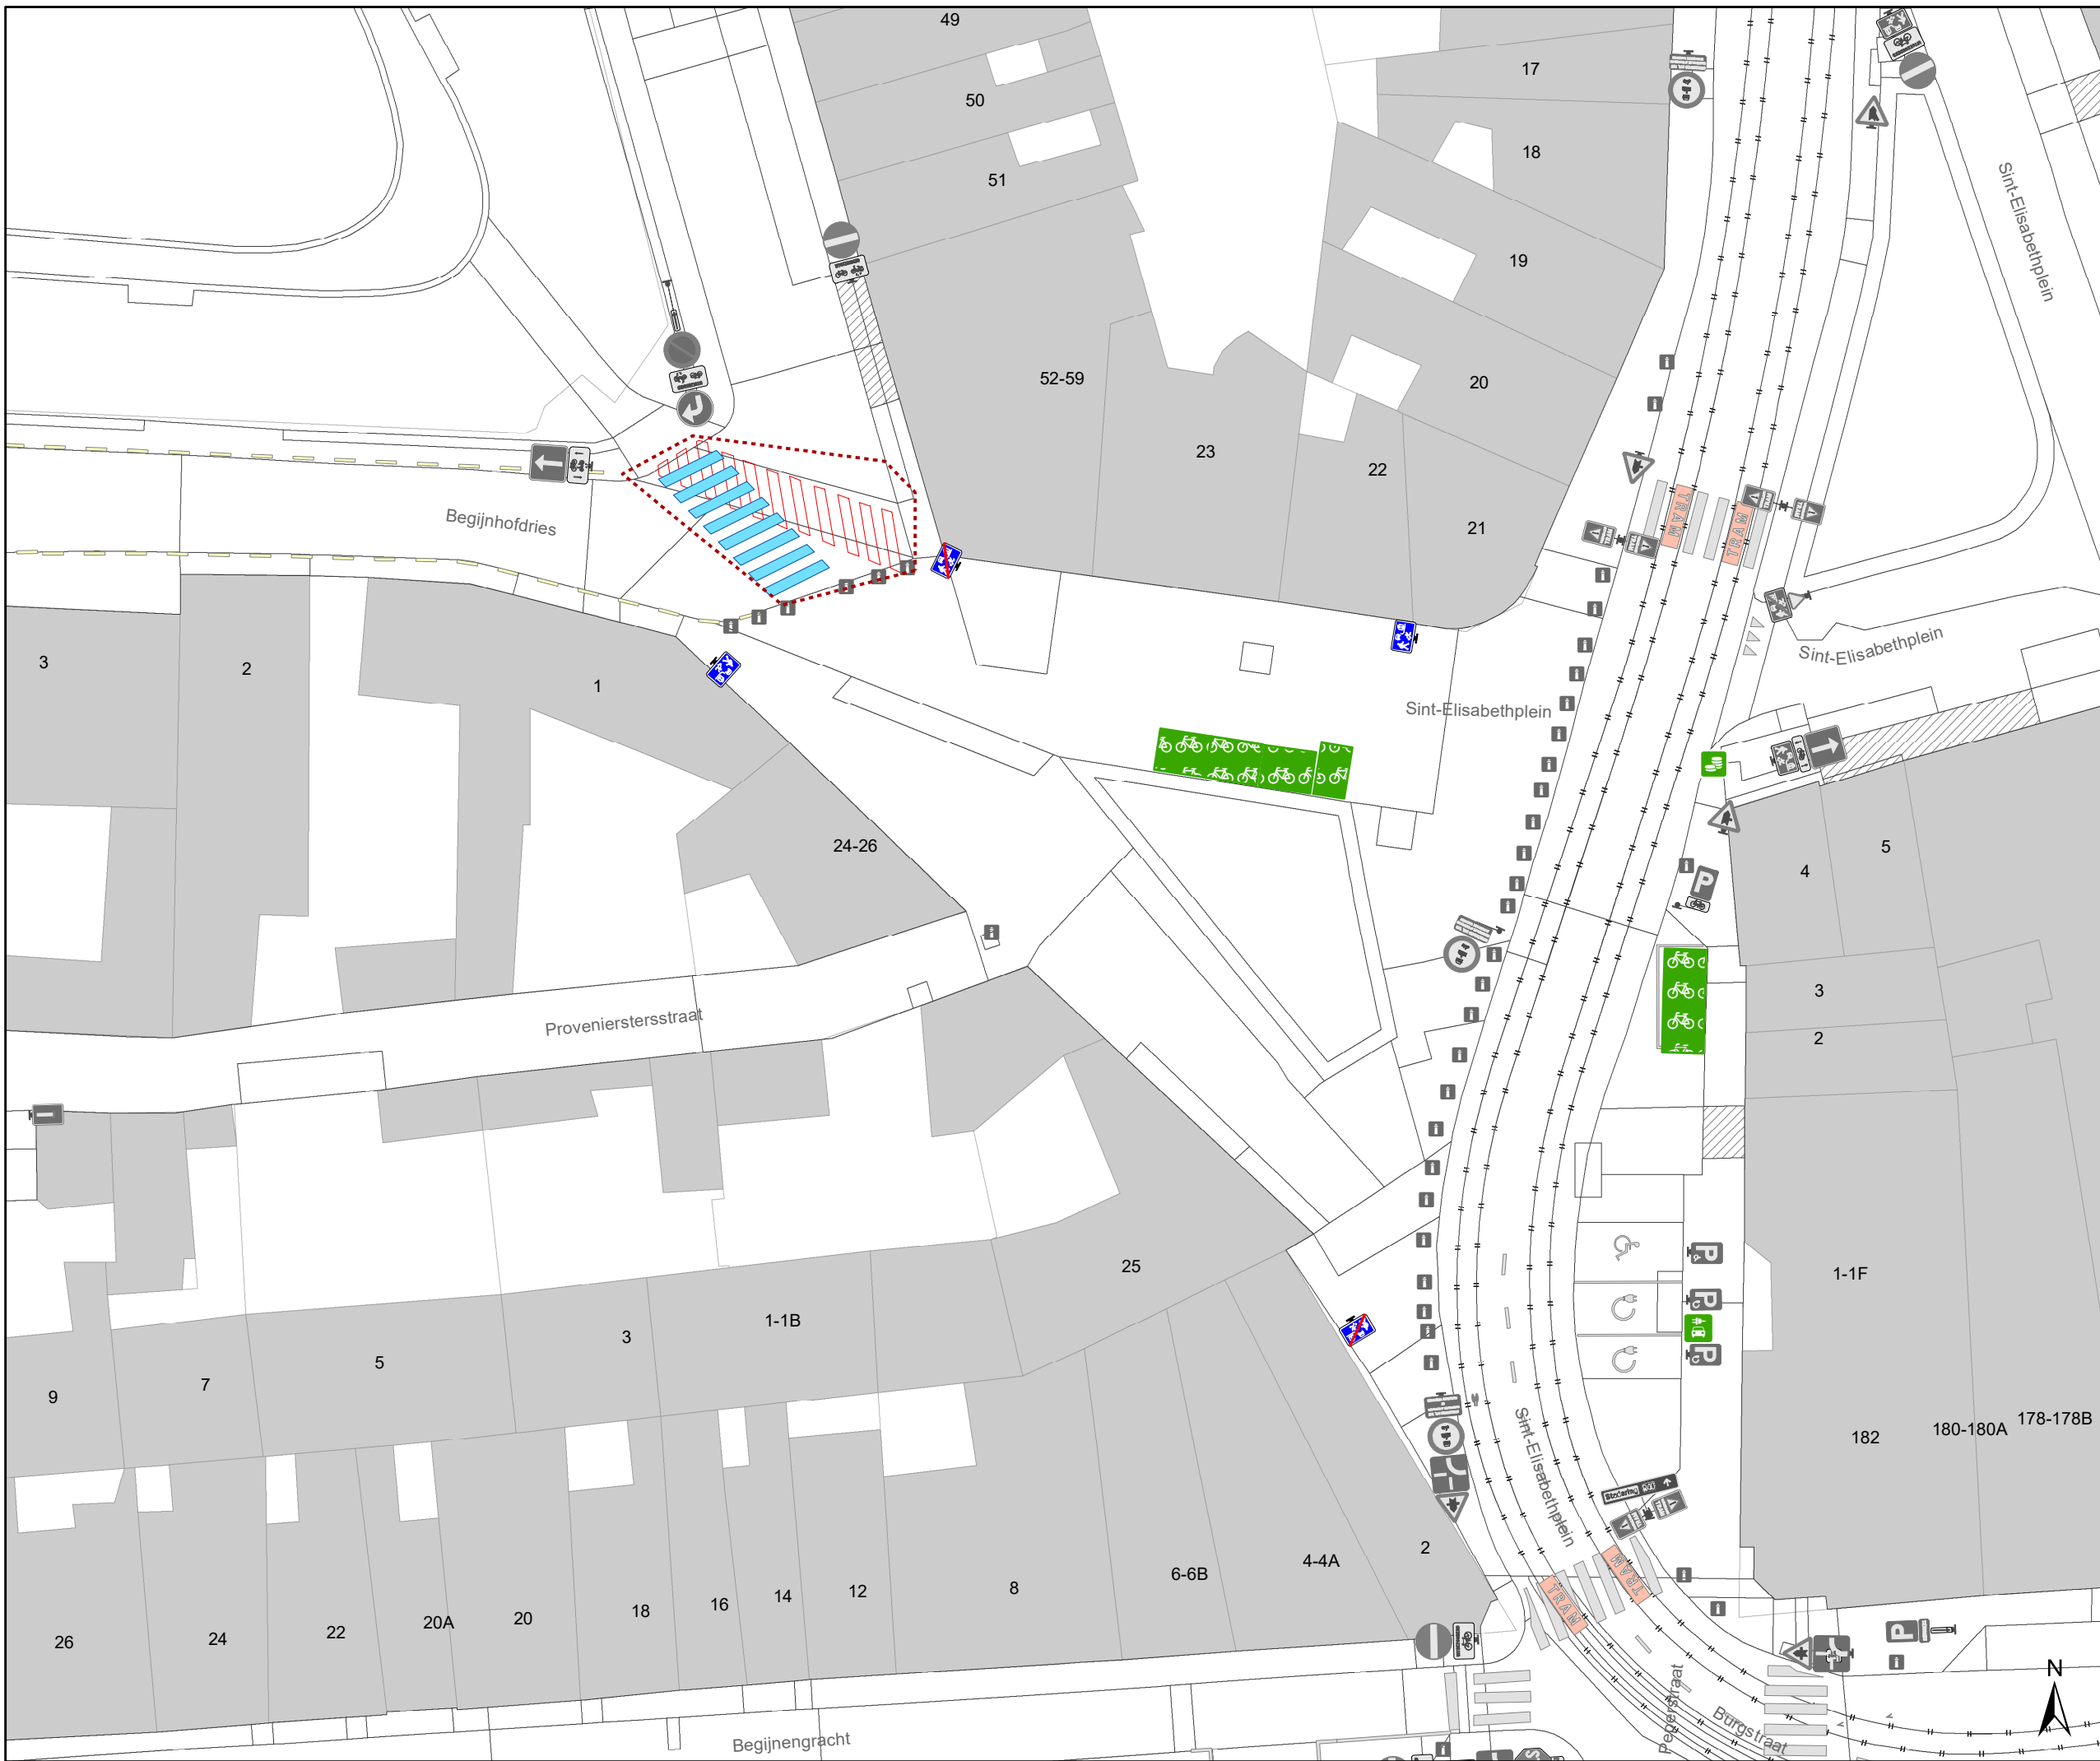 49
17
50
18
51
Sint-Elisabethplein
19
52-59
20
23
22
21
Begijnhofdries
TRAM
TRAM
3
2
1
Sint-Elisabethplein
Sint-Elisabethplein
24-26
4
5
P
3
2
Provenierstersstraat
25
1-1F
P
P
P
1-1B
3
5
7
9
Sint-Elisabethplein
182
180-180A
178-178B
2
4-4A
6-6B
8
12
14
16
18
20
20A
22
24
26
TRAM
TRAM
P
N
Peperstraat
Burgstraat
Begijnengracht